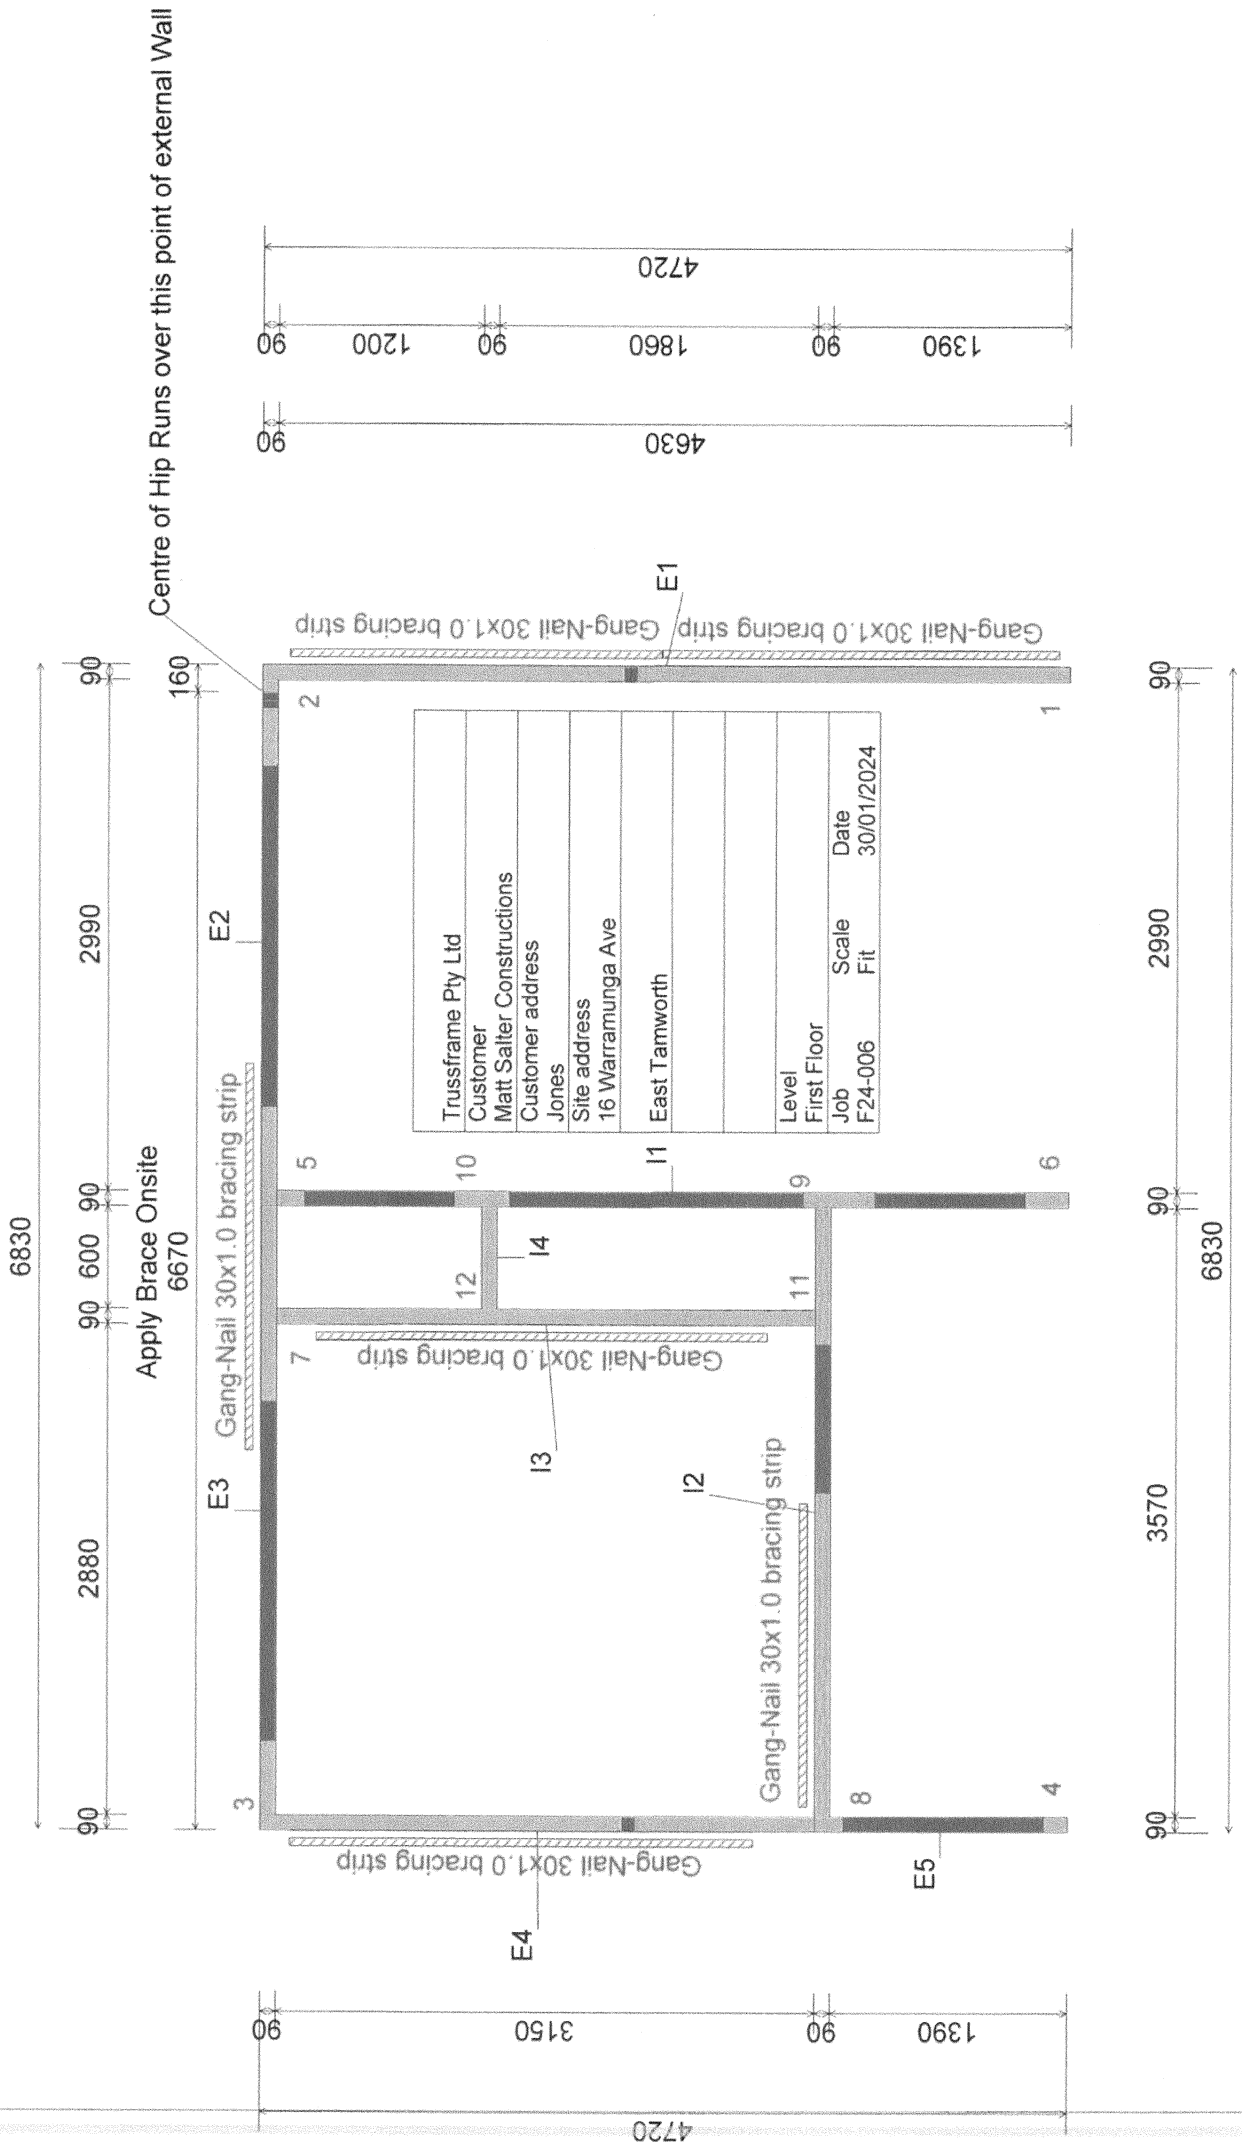 Centre of Hip Runs over this point of external Wall
6830
90
2880
90
600
90
2990
90
Apply Brace Onsite
6670
160
E3
E2
Gang-Nail 30x1.0 bracing strip
3
7
5
2
Gang-Nail 30x1.0 bracing strip
Gang-Nail 30x1.0 bracing strip
E1
12
10
I4
I3
I1
11
9
Gang-Nail 30x1.0 bracing strip
I2
Gang-Nail 30x1.0 bracing strip
8
4
6
1
Gang-Nail 30x1.0 bracing strip
E4
E5
Trussframe Pty Ltd
Customer
Matt Salter Constructions
Customer address
Jones
Site address
16 Warramunga Ave
East Tamworth
Level
First Floor
Job Scale Date
F24-006 Fit 30/01/2024
90
3150
90
1390
4720
90
4630
90
1200
90
1860
90
1390
4720
90
3570
90
2990
90
6830